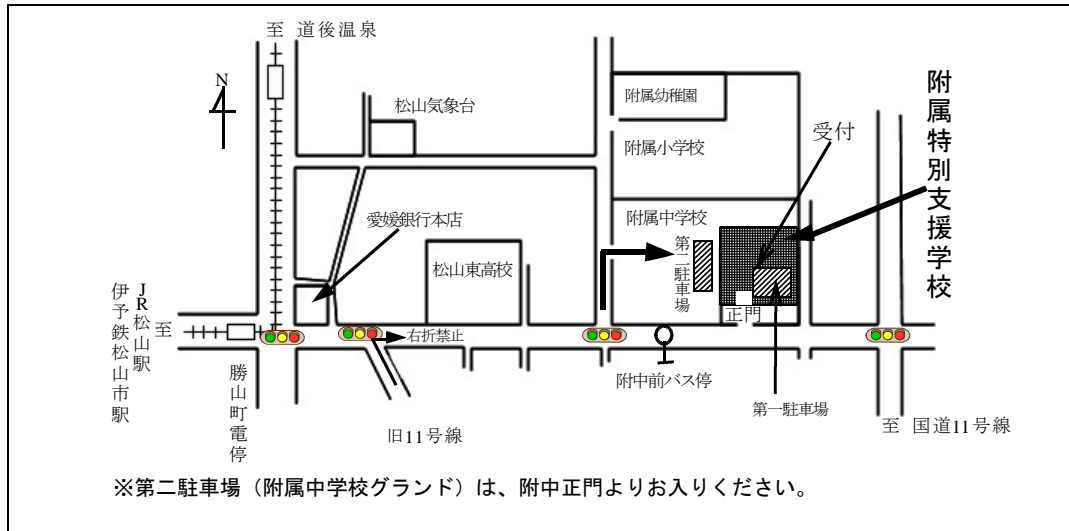 至 道後温泉
N
松山気象台
附属幼稚園
附属小学校
受付
附属特別支援学校
愛媛銀行本店
附属中学校
第二駐車場
松山東高校
正門
JR松山駅
伊予鉄松山市駅
至
右折禁止
勝山町電停
附中前バス停
第一駐車場
旧11号線
至 国道11号線
※第二駐車場（附属中学校グランド）は、附中正門よりお入りください。